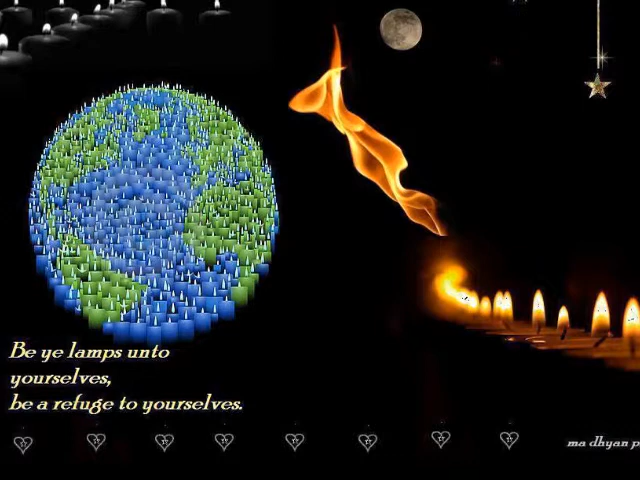 Be ye lamps unto
yourselves,
be a refuge to yourselves.
ma dhyan